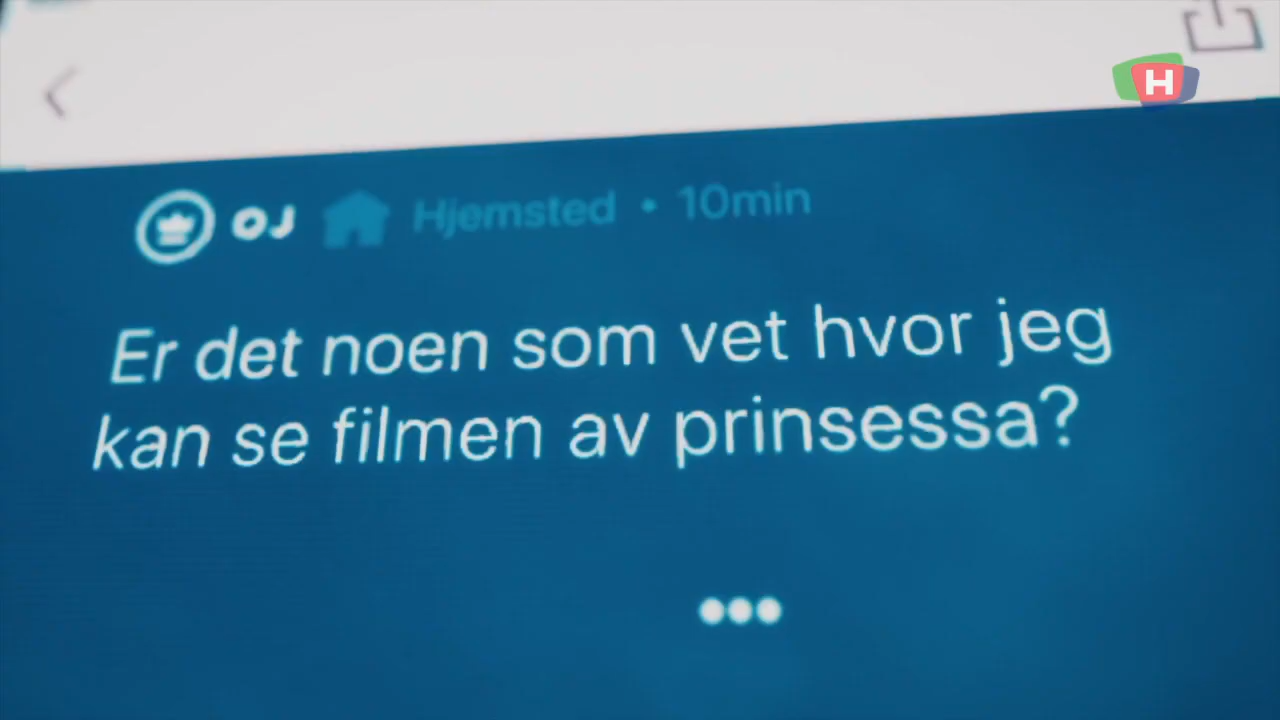 H
OJ Hjemsted • 10min
Er det noen som vet hvor jeg
kan se filmen av prinsessa?